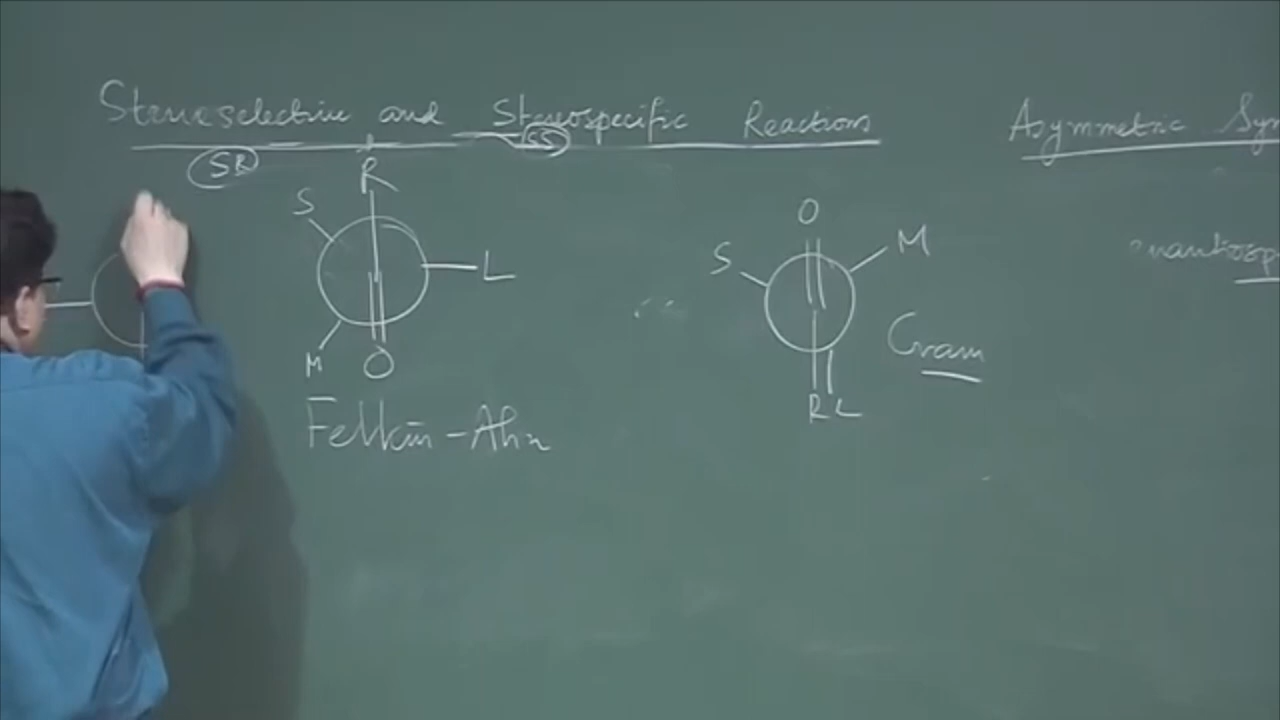 Stereoselective and Stereospecific Reactions
Asymmetric Syn
SR
SS
R
S
L
M
O
Felkin-Ahn
O
S
M
R L
Cram
enantiosp